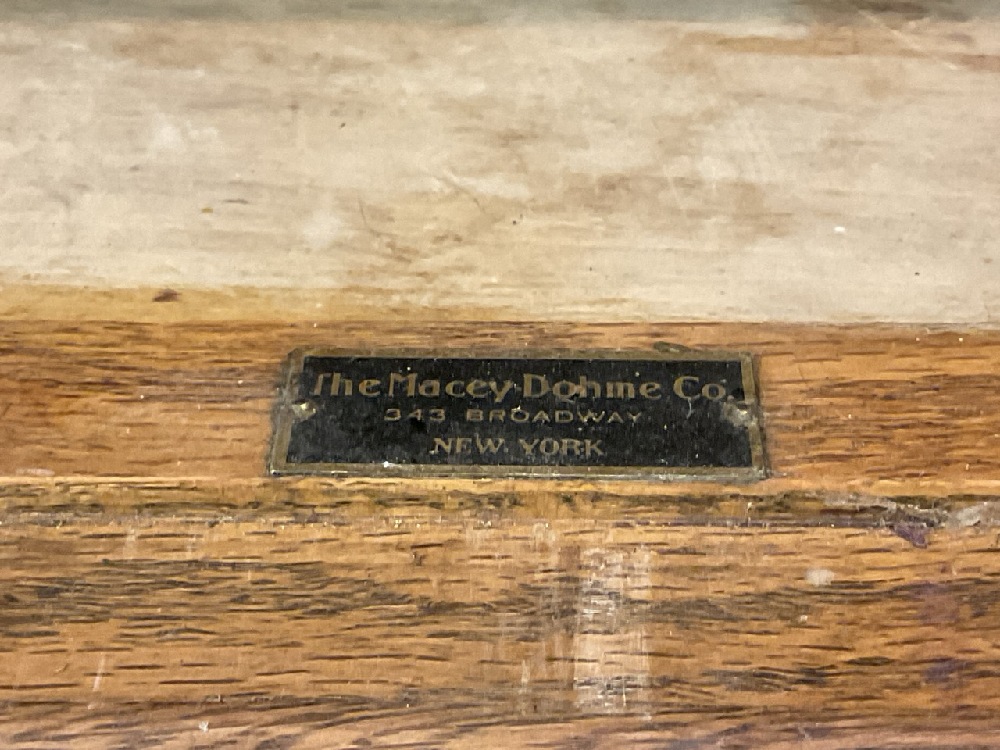 The Macey Dohme Co.
343 BROADWAY
NEW YORK